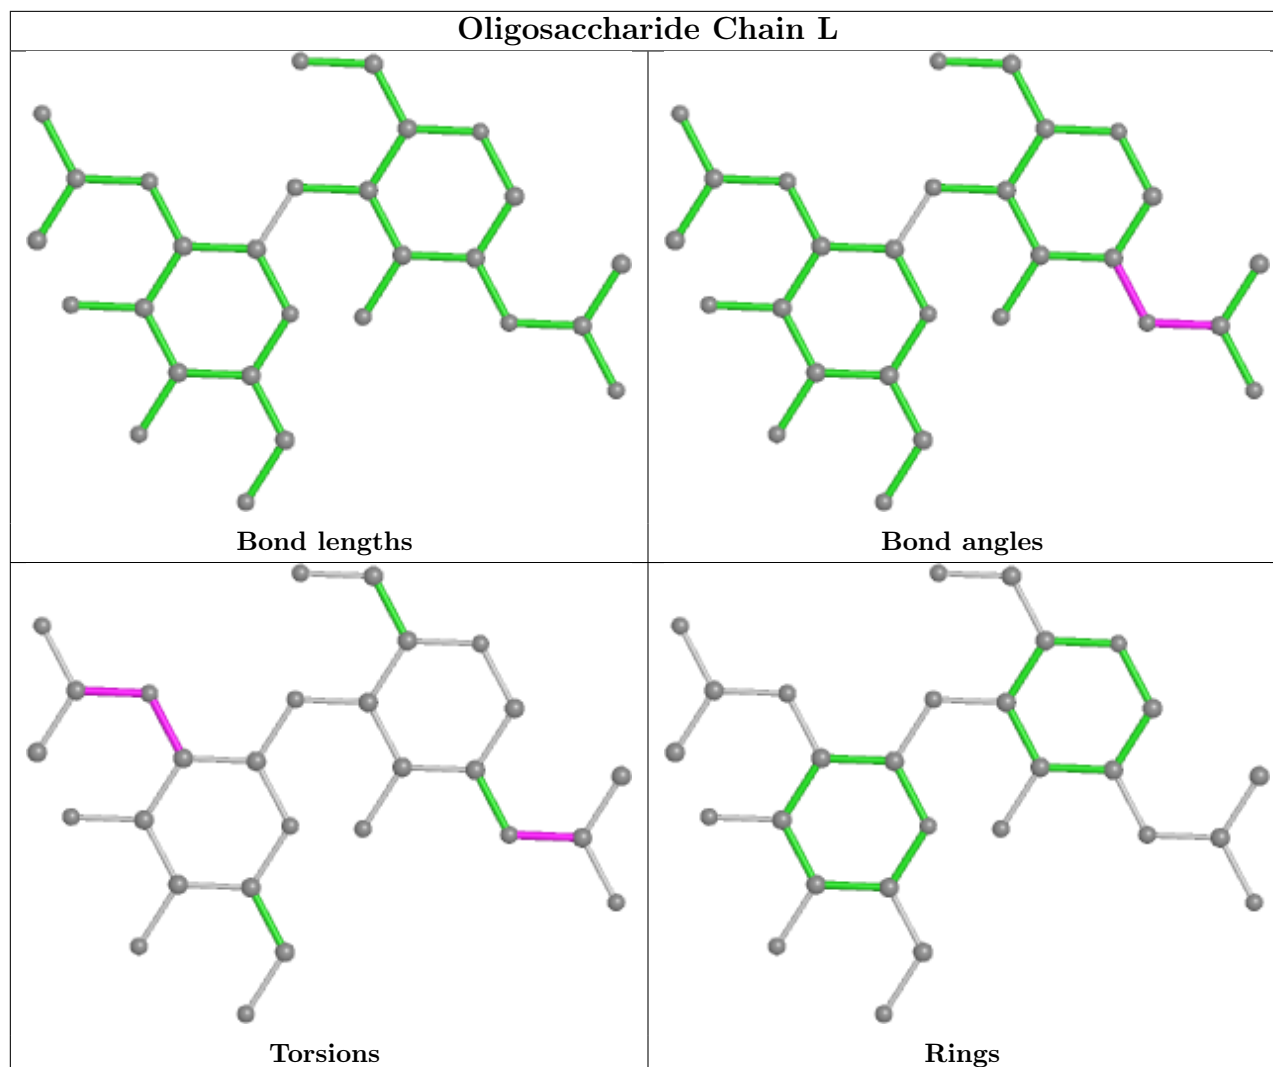 Oligosaccharide Chain L
Bond lengths
Bond angles
Torsions
Rings